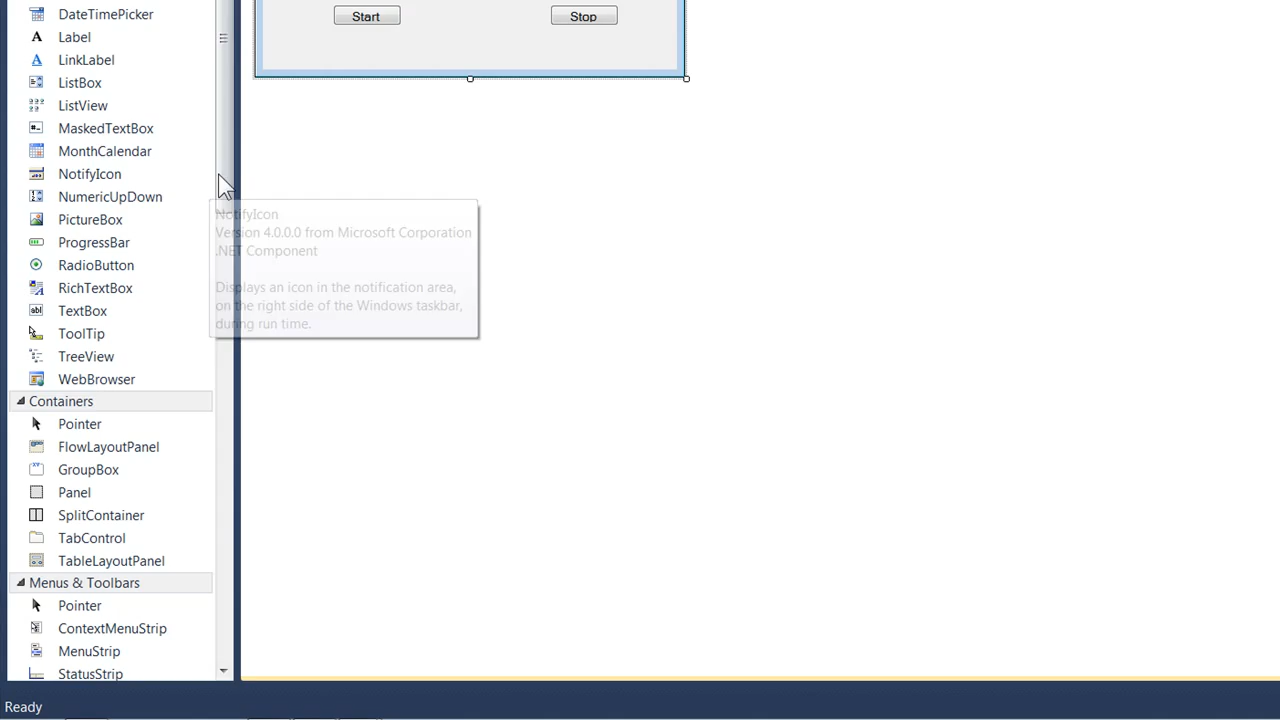 DateTimePicker
Label
LinkLabel
ListBox
ListView
MaskedTextBox
MonthCalendar
NotifyIcon
NumericUpDown
PictureBox
ProgressBar
RadioButton
RichTextBox
TextBox
ToolTip
TreeView
WebBrowser
Containers
Pointer
FlowLayoutPanel
GroupBox
Panel
SplitContainer
TabControl
TableLayoutPanel
Menus & Toolbars
Pointer
ContextMenuStrip
MenuStrip
StatusStrip
Start Stop
NotifyIcon
Version 4.0.0.0 from Microsoft Corporation
.NET Component
Displays an icon in the notification area,
on the right side of the Windows taskbar,
during run time.
Ready